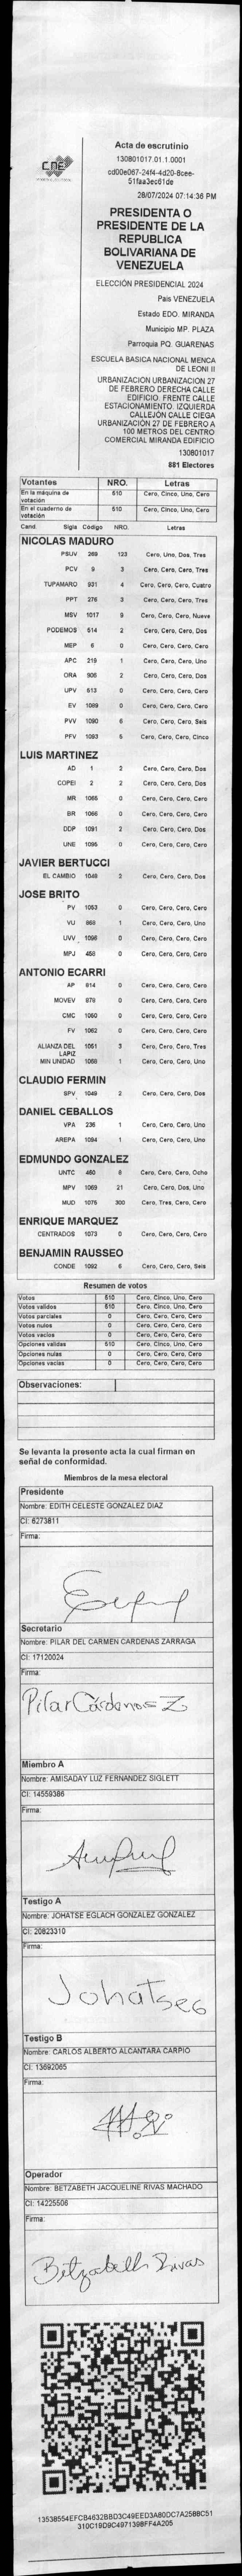 CNE
Acta de escrutinio
130801017.01.1.0001
cd00e067-24f4-4d20-8cee-
51faa3ec61de
28/07/2024 07:14:36 PM
PRESIDENTA O
PRESIDENTE DE LA
REPUBLICA
BOLIVARIANA DE
VENEZUELA
ELECCIÓN PRESIDENCIAL 2024
Pais VENEZUELA
Estado EDO. MIRANDA
Municipio MP. PLAZA
Parroquia PQ. GUARENAS
ESCUELA BASICA NACIONAL MENCA
DE LEONI II
URBANIZACIÓN URBANIZACION 27
DE FEBRERO DERECHA CALLE
EDIFICIO. FRENTE CALLE
ESTACIONAMIENTO. IZQUIERDA
CALLEJÓN CALLE CIEGA
URBANIZACIÓN 27 DE FEBRERO A
100 METROS DEL CENTRO
COMERCIAL MIRANDA EDIFICIO
130801017
881 Electores
Votantes NRO. Letras
En la máquina de votación 510 Cero, Cinco, Uno, Cero
En el cuaderno de votación 510 Cero, Cinco, Uno, Cero
Cand. Sigla Código NRO. Letras
NICOLAS MADURO
PSUV 269 123 Cero, Uno, Dos, Tres
PCV 9 3 Cero, Cero, Cero, Tres
TUPAMARO 931 4 Cero, Cero, Cero, Cuatro
PPT 276 3 Cero, Cero, Cero, Tres
MSV 1017 9 Cero, Cero, Cero, Nueve
PODEMOS 514 2 Cero, Cero, Cero, Dos
MEP 6 0 Cero, Cero, Cero, Cero
APC 219 1 Cero, Cero, Cero, Uno
ORA 906 2 Cero, Cero, Cero, Dos
UPV 513 0 Cero, Cero, Cero, Cero
EV 1089 0 Cero, Cero, Cero, Cero
PVV 1090 6 Cero, Cero, Cero, Seis
PFV 1093 5 Cero, Cero, Cero, Cinco
LUIS MARTINEZ
AD 1 2 Cero, Cero, Cero, Dos
COPEI 2 2 Cero, Cero, Cero, Dos
MR 1065 0 Cero, Cero, Cero, Cero
BR 1066 0 Cero, Cero, Cero, Cero
DDP 1091 2 Cero, Cero, Cero, Dos
UNE 1095 0 Cero, Cero, Cero, Cero
JAVIER BERTUCCI
EL CAMBIO 1048 2 Cero, Cero, Cero, Dos
JOSE BRITO
PV 1053 0 Cero, Cero, Cero, Cero
VU 868 1 Cero, Cero, Cero, Uno
UVV 1096 0 Cero, Cero, Cero, Cero
MPJ 458 0 Cero, Cero, Cero, Cero
ANTONIO ECARRI
AP 814 0 Cero, Cero, Cero, Cero
MOVEV 979 0 Cero, Cero, Cero, Cero
CMC 1050 0 Cero, Cero, Cero, Cero
FV 1062 0 Cero, Cero, Cero, Cero
ALIANZA DEL LAPIZ 1051 3 Cero, Cero, Cero, Tres
MIN UNIDAD 1058 1 Cero, Cero, Cero, Uno
CLAUDIO FERMIN
SPV 1049 2 Cero, Cero, Cero, Dos
DANIEL CEBALLOS
VPA 236 1 Cero, Cero, Cero, Uno
AREPA 1094 1 Cero, Cero, Cero, Uno
EDMUNDO GONZALEZ
UNTC 460 8 Cero, Cero, Cero, Ocho
MPV 1069 21 Cero, Cero, Dos, Uno
MUD 1075 300 Cero, Tres, Cero, Cero
ENRIQUE MARQUEZ
CENTRADOS 1073 0 Cero, Cero, Cero, Cero
BENJAMIN RAUSSEO
CONDE 1092 6 Cero, Cero, Cero, Seis
Resumen de votos
Votos 510 Cero, Cinco, Uno, Cero
Votos validos 510 Cero, Cinco, Uno, Cero
Votos parciales 0 Cero, Cero, Cero, Cero
Votos nulos 0 Cero, Cero, Cero, Cero
Votos vacíos 0 Cero, Cero, Cero, Cero
Opciones validas 510 Cero, Cinco, Uno, Cero
Opciones nulas 0 Cero, Cero, Cero, Cero
Opciones vacías 0 Cero, Cero, Cero, Cero
Observaciones:
Se levanta la presente acta la cual firman en
señal de conformidad.
Miembros de la mesa electoral
Presidente
Nombre: EDITH CELESTE GONZALEZ DIAZ
CI: 6273811
Firma:
Secretario
Nombre: PILAR DEL CARMEN CARDENAS ZARRAGA
CI: 17120024
Firma:
Pilar Cárdenas Z
Miembro A
Nombre: AMISADAY LUZ FERNANDEZ SIGLETT
CI: 14559386
Firma:
Testigo A
Nombre: JOHATSE EGLACH GONZALEZ GONZALEZ
CI: 20823310
Firma:
Johatseg
Testigo B
Nombre: CARLOS ALBERTO ALCANTARA CARPIO
CI: 13692065
Firma:
Operador
Nombre: BETZABETH JACQUELINE RIVAS MACHADO
CI: 14225506
Firma:
Betzabeth Rivas
13538554EFCB4632BBD3C49EED3A80DC7A2588C51
310C19D9C4971398FF4A205